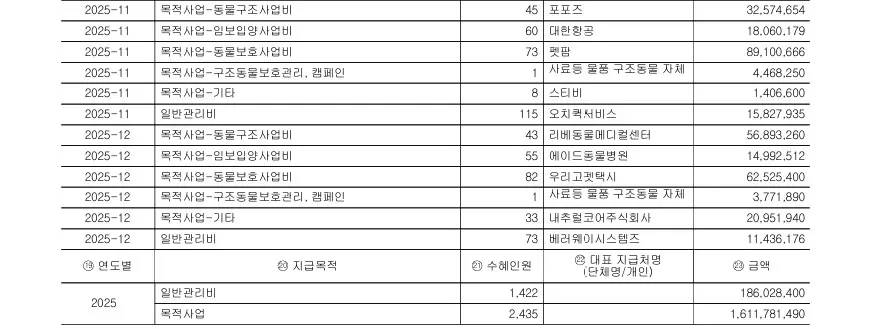 2025-11 목적사업-동물구조사업비 45 포포즈 32,574,654
2025-11 목적사업-임보입양사업비 60 대한항공 18,060,179
2025-11 목적사업-동물보호사업비 73 펫팜 89,100,666
2025-11 목적사업-구조동물보호관리, 캠페인 1 사료등 물품 구조동물 자체 4,468,250
2025-11 목적사업-기타 8 스티비 1,406,600
2025-11 일반관리비 115 오치퀵서비스 15,827,935
2025-12 목적사업-동물구조사업비 43 리베동물메디컬센터 56,893,260
2025-12 목적사업-임보입양사업비 55 에이드동물병원 14,992,512
2025-12 목적사업-동물보호사업비 82 우리고펫택시 62,525,400
2025-12 목적사업-구조동물보호관리, 캠페인 1 사료등 물품 구조동물 자체 3,771,890
2025-12 목적사업-기타 33 내추럴코어주식회사 20,951,940
2025-12 일반관리비 73 베러웨이시스템즈 11,436,176
⑲ 연도별 ⑳ 지급목적 ㉑ 수혜인원 ㉒ 대표 지급처명 ㉓ 금액
(단체명/개인)
2025 일반관리비 1,422 186,028,400
목적사업 2,435 1,611,781,490